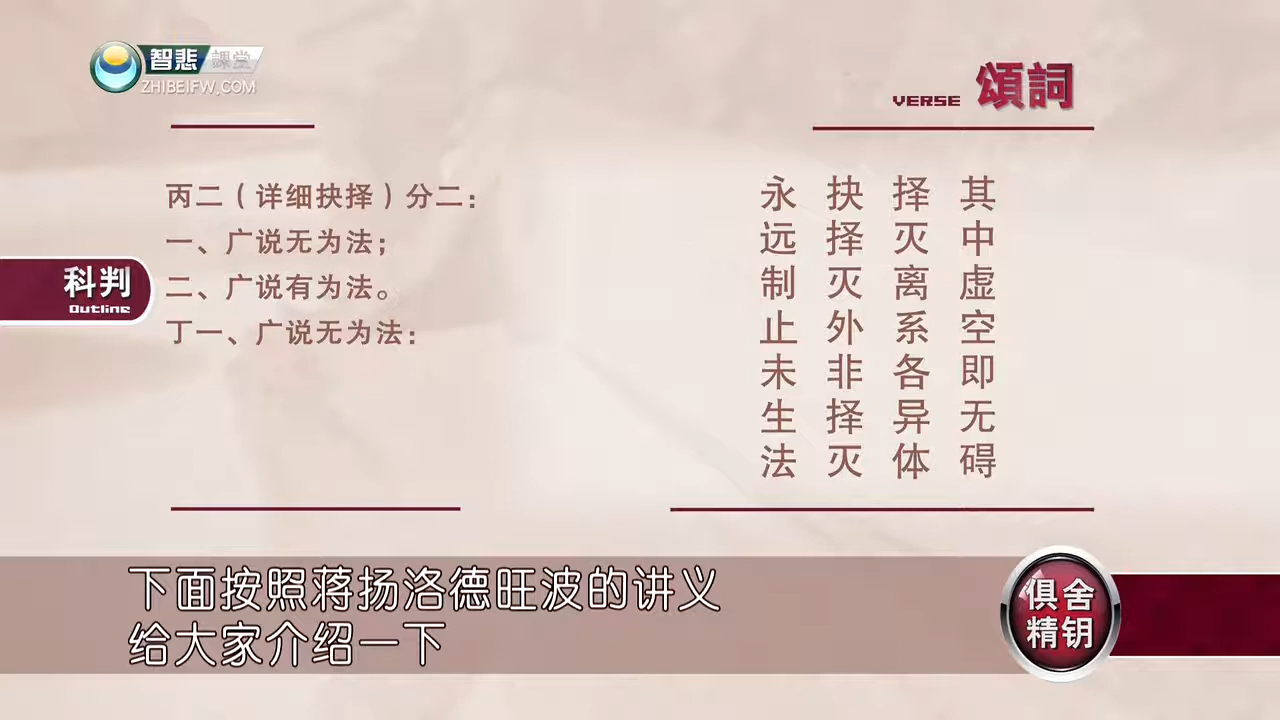 智悲課堂
ZHIBEIFW.COM
VERSE 頌詞
丙二（详细抉择）分二：
一、广说无为法；
二、广说有为法。
丁一、广说无为法：
科判
Outline
其中虚空即无碍
择灭离系各异体
抉择灭外非择灭
永远制止未生法
下面按照蒋扬洛德旺波的讲义
给大家介绍一下
俱舍
精钥